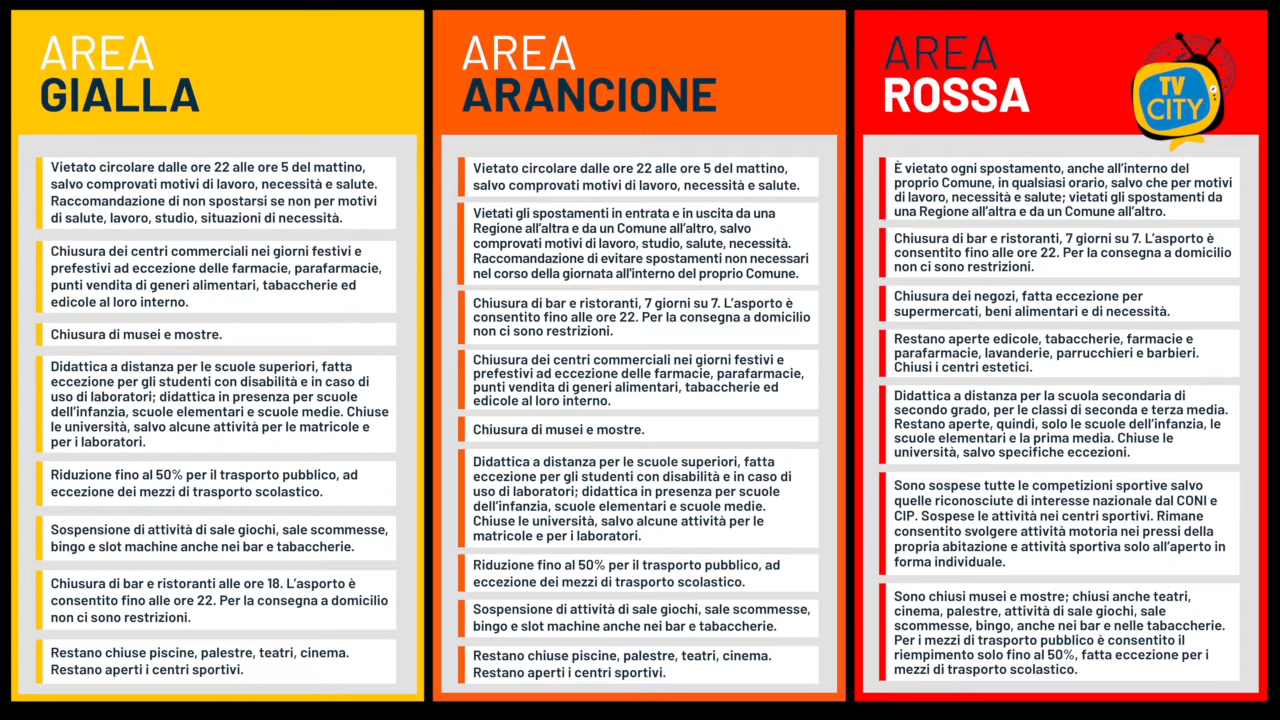 AREA
GIALLA
Vietato circolare dalle ore 22 alle ore 5 del mattino,
salvo comprovati motivi di lavoro, necessità e salute.
Raccomandazione di non spostarsi se non per motivi
di salute, lavoro, studio, situazioni di necessità.
Chiusura dei centri commerciali nei giorni festivi e
prefestivi ad eccezione delle farmacie, parafarmacie,
punti vendita di generi alimentari, tabaccherie ed
edicole al loro interno.
Chiusura di musei e mostre.
Didattica a distanza per le scuole superiori, fatta
eccezione per gli studenti con disabilità e in caso di
uso di laboratori; didattica in presenza per scuole
dell'infanzia, scuole elementari e scuole medie. Chiuse
le università, salvo alcune attività per le matricole e
per i laboratori.
Riduzione fino al 50% per il trasporto pubblico, ad
eccezione dei mezzi di trasporto scolastico.
Sospensione di attività di sale giochi, sale scommesse,
bingo e slot machine anche nei bar e tabaccherie.
Chiusura di bar e ristoranti alle ore 18. L'asporto è
consentito fino alle ore 22. Per la consegna a domicilio
non ci sono restrizioni.
Restano chiuse piscine, palestre, teatri, cinema.
Restano aperti i centri sportivi.
AREA
ARANCIONE
Vietato circolare dalle ore 22 alle ore 5 del mattino,
salvo comprovati motivi di lavoro, necessità e salute.
Vietati gli spostamenti in entrata e in uscita da una
Regione all'altra e da un Comune all'altro, salvo
comprovati motivi di lavoro, studio, salute, necessità.
Raccomandazione di evitare spostamenti non necessari
nel corso della giornata all'interno del proprio Comune.
Chiusura di bar e ristoranti, 7 giorni su 7. L'asporto è
consentito fino alle ore 22. Per la consegna a domicilio
non ci sono restrizioni.
Chiusura dei centri commerciali nei giorni festivi e
prefestivi ad eccezione delle farmacie, parafarmacie,
punti vendita di generi alimentari, tabaccherie ed
edicole al loro interno.
Chiusura di musei e mostre.
Didattica a distanza per le scuole superiori, fatta
eccezione per gli studenti con disabilità e in caso di
uso di laboratori; didattica in presenza per scuole
dell'infanzia, scuole elementari e scuole medie.
Chiuse le università, salvo alcune attività per le
matricole e per i laboratori.
Riduzione fino al 50% per il trasporto pubblico, ad
eccezione dei mezzi di trasporto scolastico.
Sospensione di attività di sale giochi, sale scommesse,
bingo e slot machine anche nei bar e tabaccherie.
Restano chiuse piscine, palestre, teatri, cinema.
Restano aperti i centri sportivi.
AREA
ROSSA
TV
CITY
È vietato ogni spostamento, anche all'interno del
proprio Comune, in qualsiasi orario, salvo che per motivi
di lavoro, necessità e salute; vietati gli spostamenti da
una Regione all'altra e da un Comune all'altro.
Chiusura di bar e ristoranti, 7 giorni su 7. L'asporto è
consentito fino alle ore 22. Per la consegna a domicilio
non ci sono restrizioni.
Chiusura dei negozi, fatta eccezione per
supermercati, beni alimentari e di necessità.
Restano aperte edicole, tabaccherie, farmacie e
parafarmacie, lavanderie, parrucchieri e barbieri.
Chiusi i centri estetici.
Didattica a distanza per la scuola secondaria di
secondo grado, per le classi di seconda e terza media.
Restano aperte, quindi, solo le scuole dell'infanzia, le
scuole elementari e la prima media. Chiuse le
università, salvo specifiche eccezioni.
Sono sospese tutte le competizioni sportive salvo
quelle riconosciute di interesse nazionale dal CONI e
CIP. Sospese le attività nei centri sportivi. Rimane
consentito svolgere attività motoria nei pressi della
propria abitazione e attività sportiva solo all'aperto in
forma individuale.
Sono chiusi musei e mostre; chiusi anche teatri,
cinema, palestre, attività di sale giochi, sale
scommesse, bingo, anche nei bar e nelle tabaccherie.
Per i mezzi di trasporto pubblico è consentito il
riempimento solo fino al 50%, fatta eccezione per i
mezzi di trasporto scolastico.